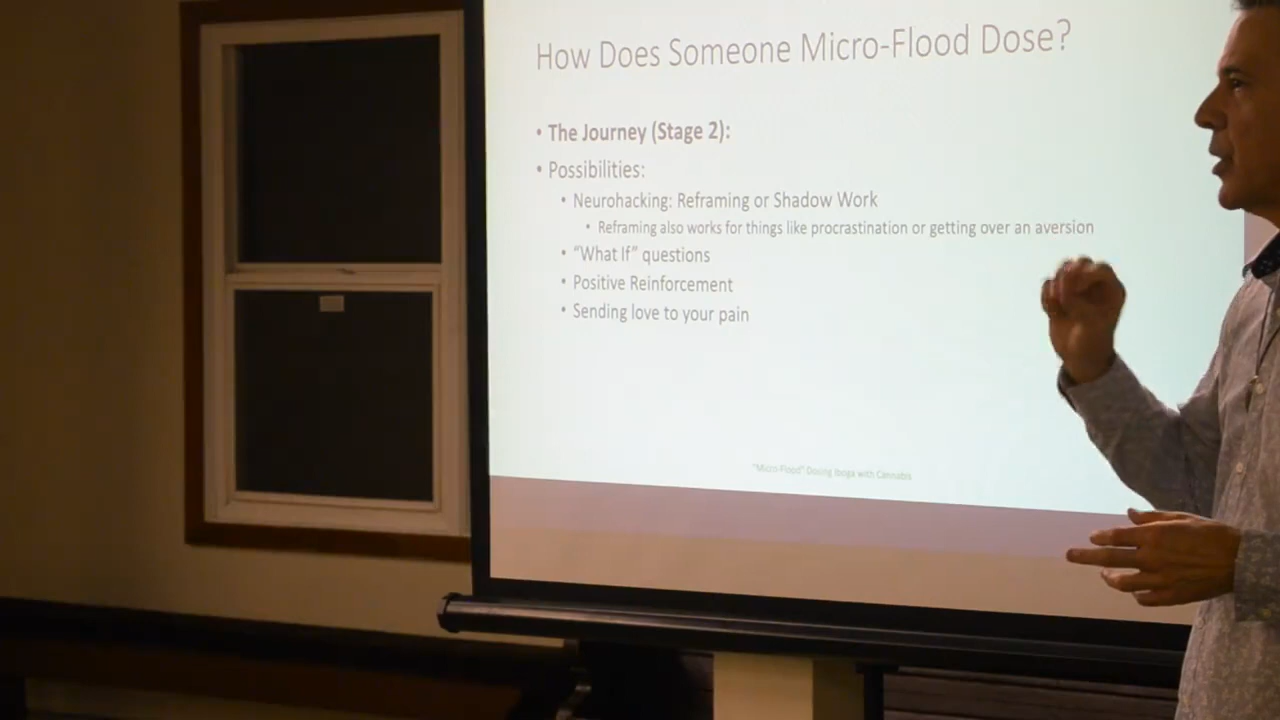 How Does Someone Micro-Flood Dose?
• The Journey (Stage 2):
• Possibilities:
• Neurohacking: Reframing or Shadow Work
• Reframing also works for things like procrastination or getting over an aversion
• "What If" questions
• Positive Reinforcement
• Sending love to your pain
"Micro-Flood" Dosing Iboga with Cannabis